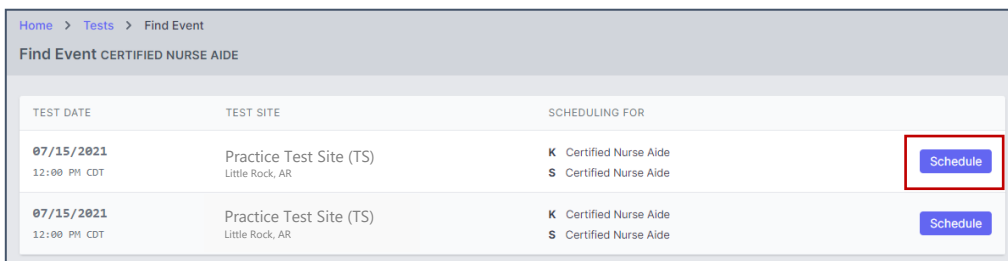 Home > Tests > Find Event
Find Event CERTIFIED NURSE AIDE
TEST DATE TEST SITE SCHEDULING FOR
07/15/2021 Practice Test Site (TS) K Certified Nurse Aide Schedule
12:00 PM CDT Little Rock, AR S Certified Nurse Aide
07/15/2021 Practice Test Site (TS) K Certified Nurse Aide Schedule
12:00 PM CDT Little Rock, AR S Certified Nurse Aide